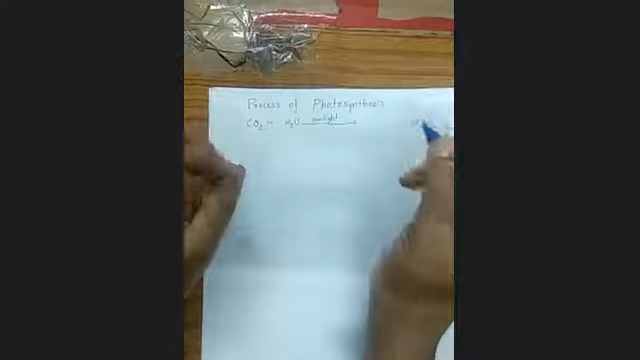 Process of Photosynthesis
CO₂ + H₂O sunlight